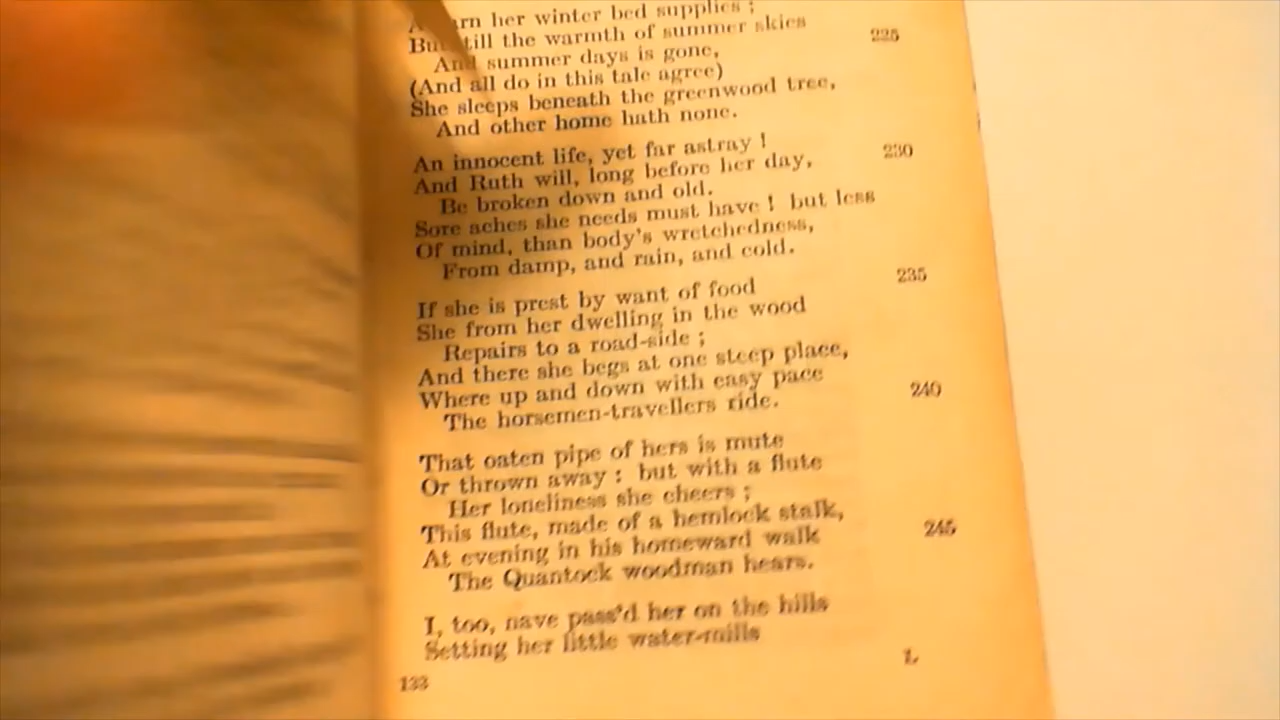 her winter bed supplies ;
till the warmth of summer skies 225
And summer days is gone,
(And all do in this tale agree)
She sleeps beneath the greenwood tree,
And other home hath none.
An innocent life, yet far astray ! 230
And Ruth will, long before her day,
Be broken down and old.
Sore aches she needs must have ! but less
Of mind, than body's wretchedness,
From damp, and rain, and cold.
If she is prest by want of food 235
She from her dwelling in the wood
Repairs to a road-side ;
And there she begs at one steep place,
Where up and down with easy pace
The horsemen-travellers ride. 240
That oaten pipe of hers is mute
Or thrown away : but with a flute
Her loneliness she cheers ;
This flute, made of a hemlock stalk,
At evening in his homeward walk 245
The Quantock woodman hears.
I, too, have pass'd her on the hills
Setting her little water-mills
133 L